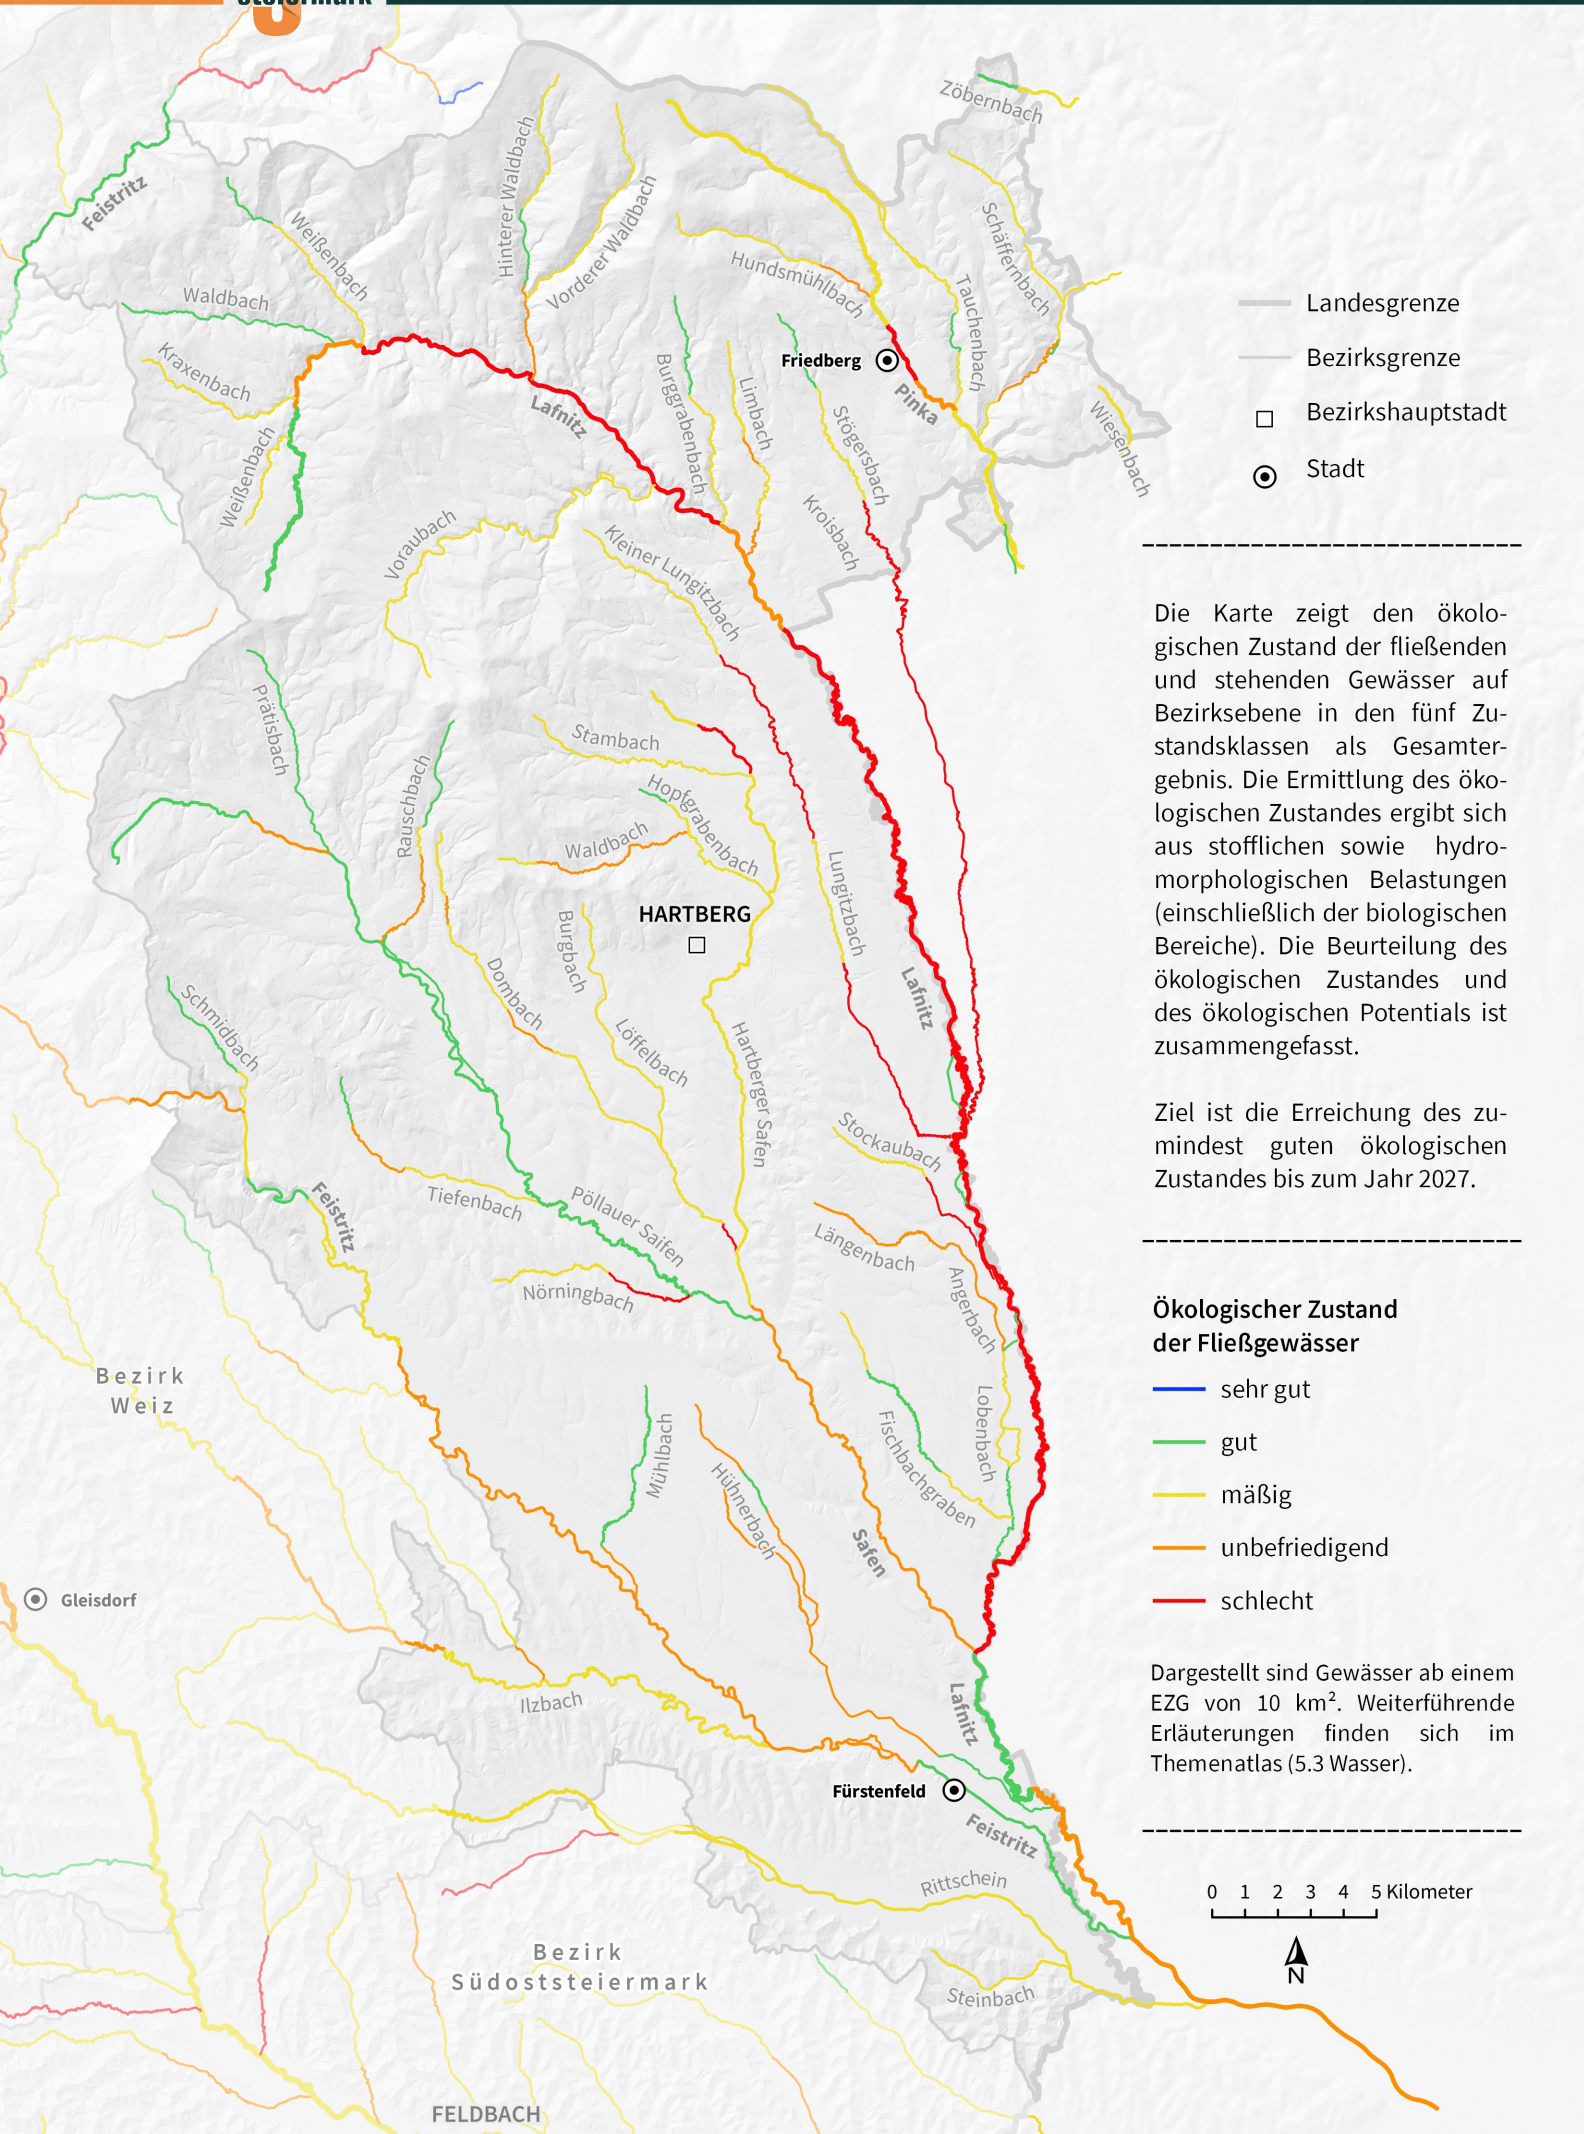 Steiermark
Zöbernbach
Feistritz
Weißenbach
Hinterer Waldbach
Vorderer Waldbach
Hundsmühlbach
Schäffernbach
Tauchenbach
Waldbach
Kraxenbach
Weißenbach
Lafnitz
Burggrabenbach
Limbach
Friedberg
Pinka
Stögersbach
Wiesenbach
Kroisbach
Voraubach
Kleiner Lungitzbach
Prätisbach
Rauschbach
Stambach
Hopfgrabenbach
Waldbach
HARTBERG
Lungitzbach
Burgbach
Dombach
Löffelbach
Lafnitz
Schmidbach
Hartberger Safen
Stockaubach
Feistritz
Tiefenbach
Pöllauer Saifen
Nörningbach
Längenbach
Angerbach
Bezirk
Weiz
Mühlbach
Hühnerbach
Fischbachgraben
Lobenbach
Safen
Gleisdorf
Ilzbach
Lafnitz
Fürstenfeld
Feistritz
Rittschein
Bezirk
Südoststeiermark
Steinbach
FELDBACH
Landesgrenze
Bezirksgrenze
Bezirkshauptstadt
Stadt
Die Karte zeigt den ökolo-
gischen Zustand der fließenden
und stehenden Gewässer auf
Bezirksebene in den fünf Zu-
standsklassen als Gesamter-
gebnis. Die Ermittlung des öko-
logischen Zustandes ergibt sich
aus stofflichen sowie hydro-
morphologischen Belastungen
(einschließlich der biologischen
Bereiche). Die Beurteilung des
ökologischen Zustandes und
des ökologischen Potentials ist
zusammengefasst.
Ziel ist die Erreichung des zu-
mindest guten ökologischen
Zustandes bis zum Jahr 2027.
Ökologischer Zustand
der Fließgewässer
sehr gut
gut
mäßig
unbefriedigend
schlecht
Dargestellt sind Gewässer ab einem
EZG von 10 km². Weiterführende
Erläuterungen finden sich im
Themenatlas (5.3 Wasser).
0 1 2 3 4 5 Kilometer
N